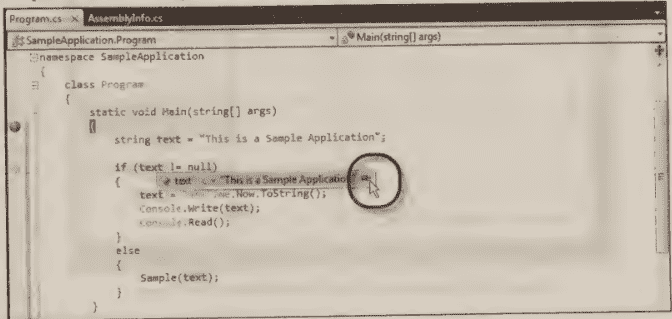 Program.cs × AssemblyInfo.cs
SampleApplication.Program Main(string[] args)
namespace SampleApplication
{
class Program
{
static void Main(string[] args)
{
string text = "This is a Sample Application";
if (text != null)
{
text "This is a Sample Application"
text = .Now.ToString();
Console.Write(text);
Console.Read();
}
else
{
Sample(text);
}
}